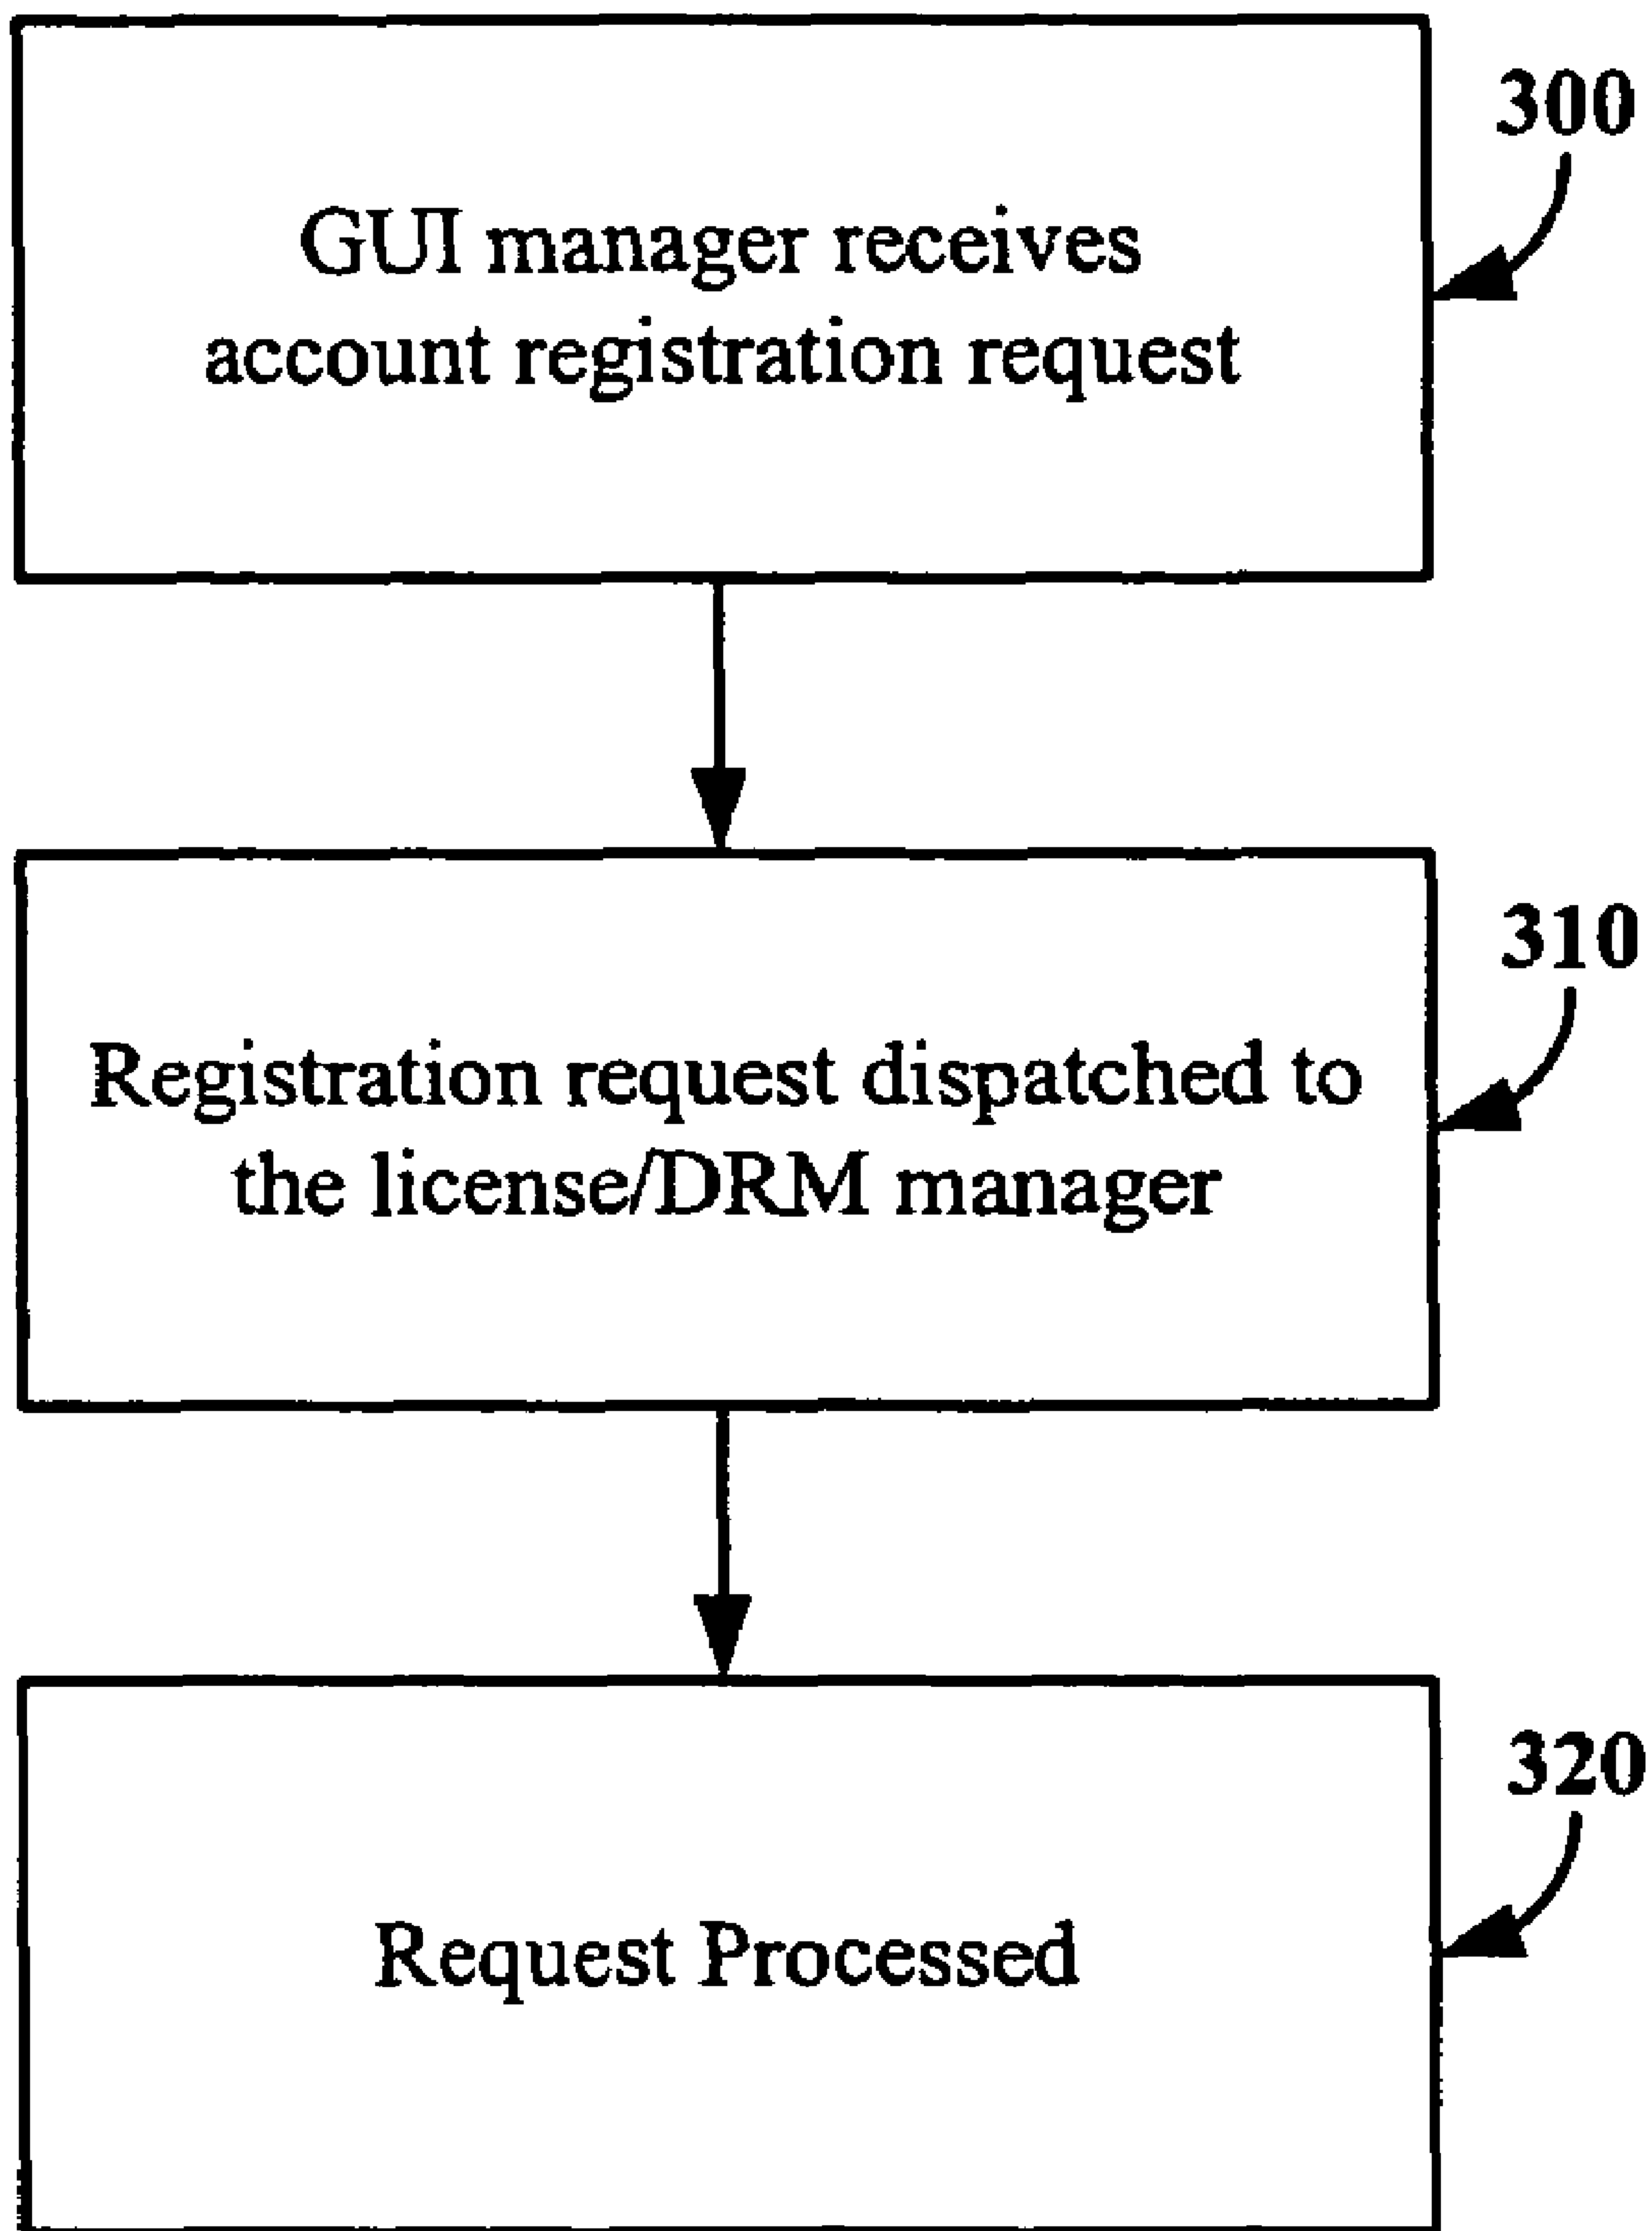 300
GUI manager receives
account registration request
310
Registration request dispatched to
the license/DRM manager
320
Request Processed